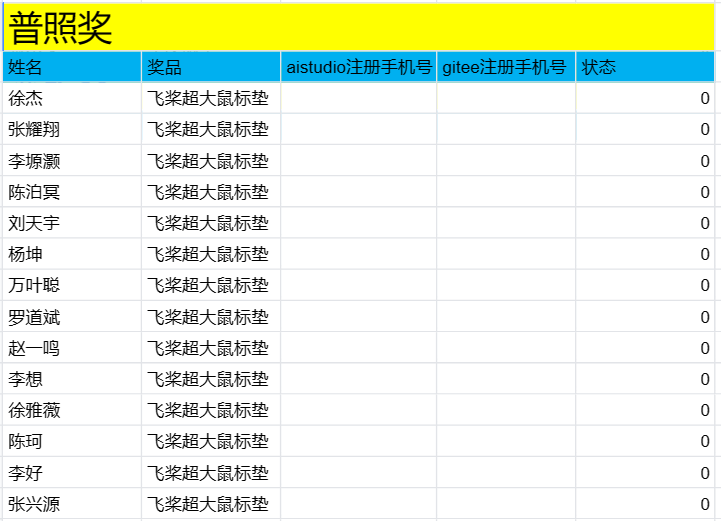 普照奖
姓名 奖品 aistudio注册手机号 gitee注册手机号 状态
徐杰 飞桨超大鼠标垫 0
张耀翔 飞桨超大鼠标垫 0
李塬灏 飞桨超大鼠标垫 0
陈泊冥 飞桨超大鼠标垫 0
刘天宇 飞桨超大鼠标垫 0
杨坤 飞桨超大鼠标垫 0
万叶聪 飞桨超大鼠标垫 0
罗道斌 飞桨超大鼠标垫 0
赵一鸣 飞桨超大鼠标垫 0
李想 飞桨超大鼠标垫 0
徐雅薇 飞桨超大鼠标垫 0
陈珂 飞桨超大鼠标垫 0
李好 飞桨超大鼠标垫 0
张兴源 飞桨超大鼠标垫 0